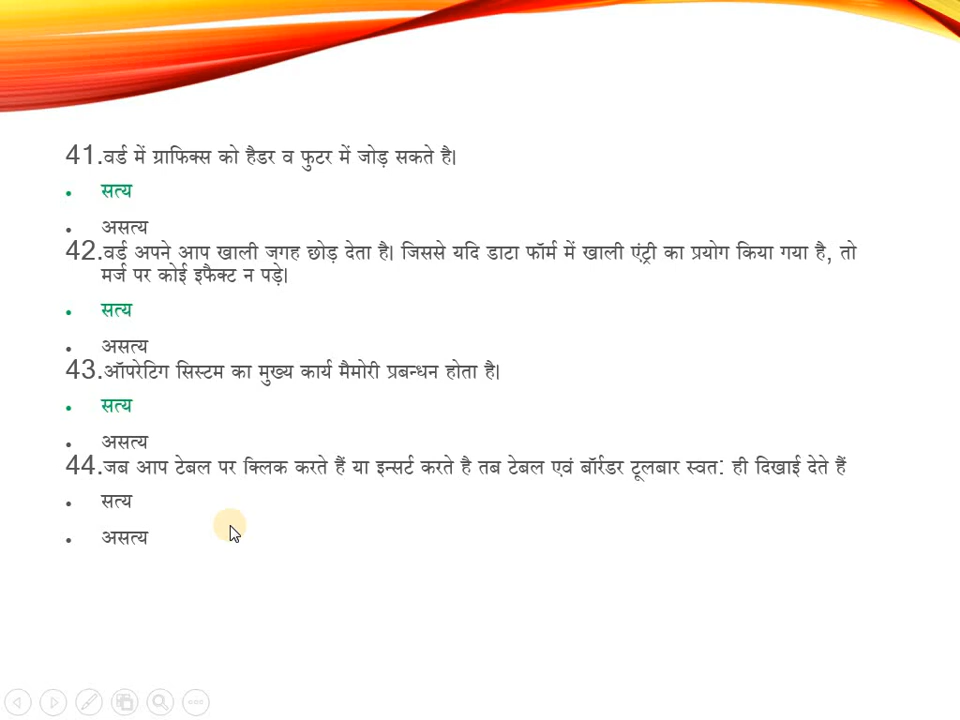 41.वर्ड में ग्राफिक्स को हैडर व फुटर में जोड़ सकते है।
• सत्य
• असत्य
42.वर्ड अपने आप खाली जगह छोड़ देता है। जिससे यदि डाटा फॉर्म में खाली एंट्री का प्रयोग किया गया है, तो
मर्ज पर कोई इफैक्ट न पड़े।
• सत्य
• असत्य
43.ऑपरेटिग सिस्टम का मुख्य कार्य मैमोरी प्रबन्धन होता है।
• सत्य
• असत्य
44.जब आप टेबल पर क्लिक करते हैं या इन्सर्ट करते है तब टेबल एवं बॉर्रडर टूलबार स्वत: ही दिखाई देते हैं
• सत्य
• असत्य